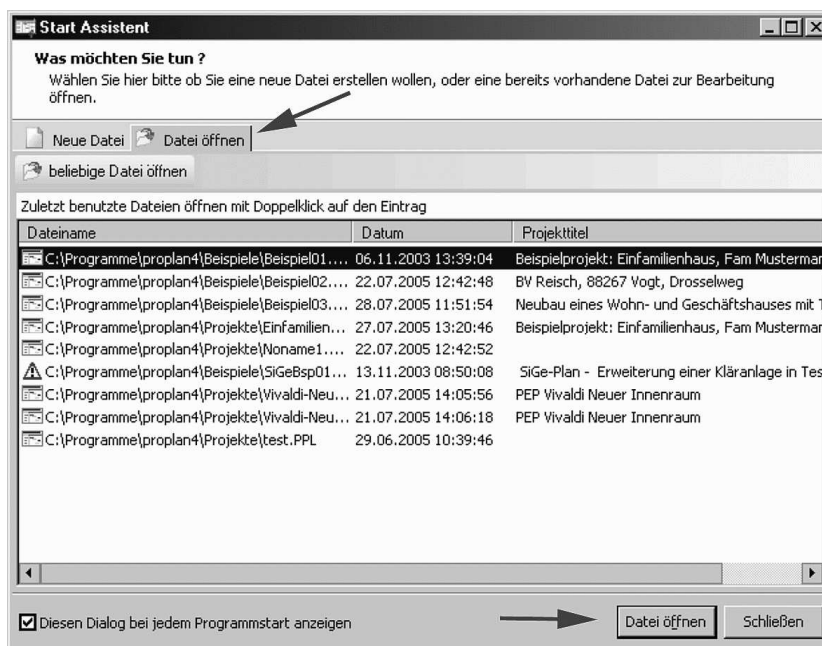 Start Assistent
Was möchten Sie tun ?
Wählen Sie hier bitte ob Sie eine neue Datei erstellen wollen, oder eine bereits vorhandene Datei zur Bearbeitung
öffnen.
Neue Datei Datei öffnen
beliebige Datei öffnen
Zuletzt benutzte Dateien öffnen mit Doppelklick auf den Eintrag
Dateiname Datum Projekttitel
C:\Programme\proplan4\Beispiele\Beispiel01.... 06.11.2003 13:39:04 Beispielprojekt: Einfamilienhaus, Fam Musterman
C:\Programme\proplan4\Beispiele\Beispiel02.... 22.07.2005 12:42:48 BV Reisch, 88267 Vogt, Drosselweg
C:\Programme\proplan4\Beispiele\Beispiel03.... 28.07.2005 11:51:54 Neubau eines Wohn- und Geschäftshauses mit T
C:\Programme\proplan4\Projekte\Einfamilien... 27.07.2005 13:20:46 Beispielprojekt: Einfamilienhaus, Fam Musterman
C:\Programme\proplan4\Projekte\Noname1.... 22.07.2005 12:42:52
C:\Programme\proplan4\Beispiele\SiGeBsp01... 13.11.2003 08:50:08 SiGe-Plan - Erweiterung einer Kläranlage in Tes
C:\Programme\proplan4\Projekte\Vivaldi-Neu... 21.07.2005 14:05:56 PEP Vivaldi Neuer Innenraum
C:\Programme\proplan4\Projekte\Vivaldi-Neu... 21.07.2005 14:06:18 PEP Vivaldi Neuer Innenraum
C:\Programme\proplan4\Projekte\test.PPL 29.06.2005 10:39:46
Diesen Dialog bei jedem Programmstart anzeigen Datei öffnen Schließen